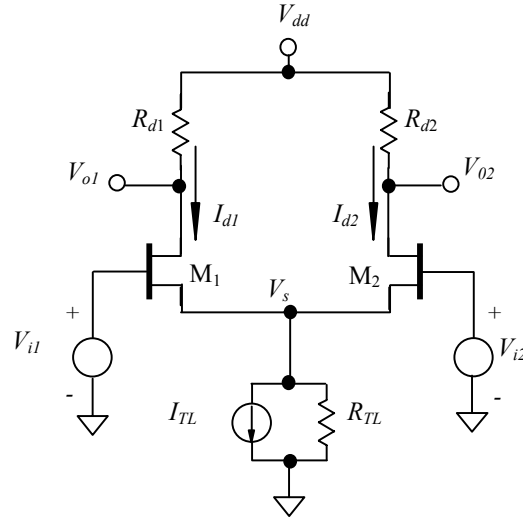 Vdd
Rd1
Rd2
Vo1
V02
Id1
Id2
M1
M2
Vs
+
+
Vi1
Vi2
-
-
ITL
RTL